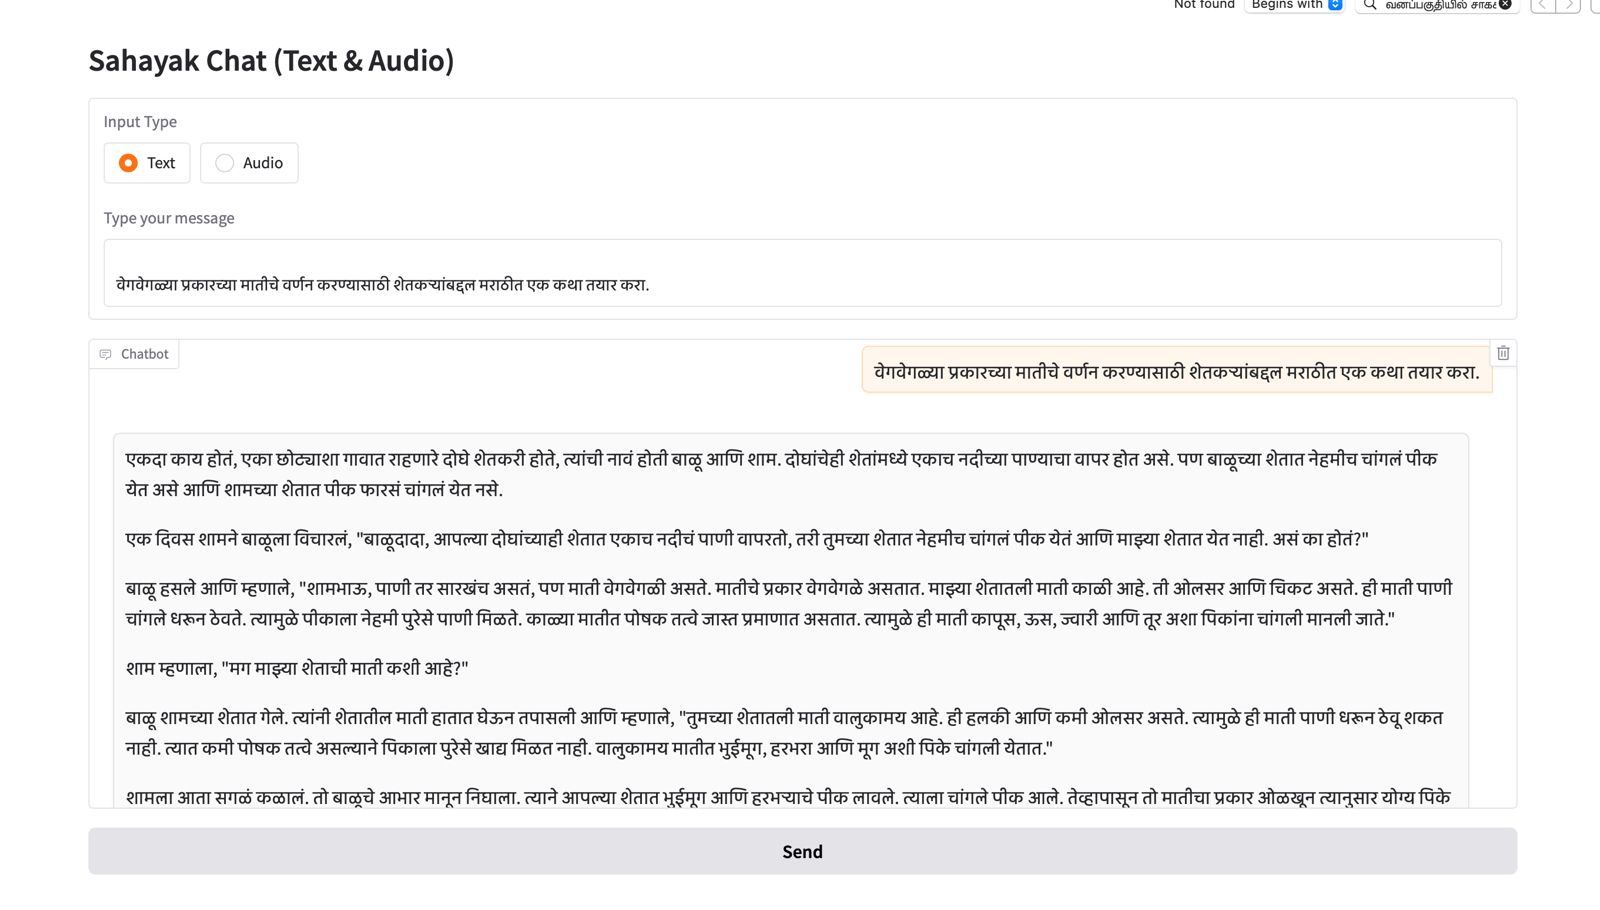 Not found
Begins with
வனப்பகுதியில்
Sahayak Chat (Text & Audio)
Input Type
Text
Audio
Type your message
वेगवेगळ्या प्रकारच्या मातीचे वर्णन करण्यासाठी शेतकऱ्यांबद्दल मराठीत एक कथा तयार करा.
Chatbot
वेगवेगळ्या प्रकारच्या मातीचे वर्णन करण्यासाठी शेतकऱ्यांबद्दल मराठीत एक कथा तयार करा.
एकदा काय होतं, एका छोट्याशा गावात राहणारे दोघे शेतकरी होते, त्यांची नावं होती बाळू आणि शाम. दोघांचेही शेतांमध्ये एकाच नदीच्या पाण्याचा वापर होत असे. पण बाळूच्या शेतात नेहमीच चांगलं पीक
येत असे आणि शामच्या शेतात पीक फारसं चांगलं येत नसे.
एक दिवस शामने बाळूला विचारलं, "बाळूदादा, आपल्या दोघांच्याही शेतात एकाच नदीचं पाणी वापरतो, तरी तुमच्या शेतात नेहमीच चांगलं पीक येतं आणि माझ्या शेतात येत नाही. असं का होतं?"
बाळू हसले आणि म्हणाले, "शामभाऊ, पाणी तर सारखंच असतं, पण माती वेगवेगळी असते. मातीचे प्रकार वेगवेगळे असतात. माझ्या शेतातली माती काळी आहे. ती ओलसर आणि चिकट असते. ही माती पाणी
चांगले धरून ठेवते. त्यामुळे पीकाला नेहमी पुरेसे पाणी मिळते. काळ्या मातीत पोषक तत्वे जास्त प्रमाणात असतात. त्यामुळे ही माती कापूस, ऊस, ज्वारी आणि तूर अशा पिकांना चांगली मानली जाते."
शाम म्हणाला, "मग माझ्या शेताची माती कशी आहे?"
बाळू शामच्या शेतात गेले. त्यांनी शेतातील माती हातात घेऊन तपासली आणि म्हणाले, "तुमच्या शेतातली माती वालुकामय आहे. ही हलकी आणि कमी ओलसर असते. त्यामुळे ही माती पाणी धरून ठेवू शकत
नाही. त्यात कमी पोषक तत्वे असल्याने पिकाला पुरेसे खाद्य मिळत नाही. वालुकामय मातीत भुईमूग, हरभरा आणि मूग अशी पिके चांगली येतात."
शामला आता सगळं कळालं. तो बाळूचे आभार मानून निघाला. त्याने आपल्या शेतात भुईमूग आणि हरभऱ्याचे पीक लावले. त्याला चांगले पीक आले. तेव्हापासून तो मातीचा प्रकार ओळखून त्यानुसार योग्य पिके
Send